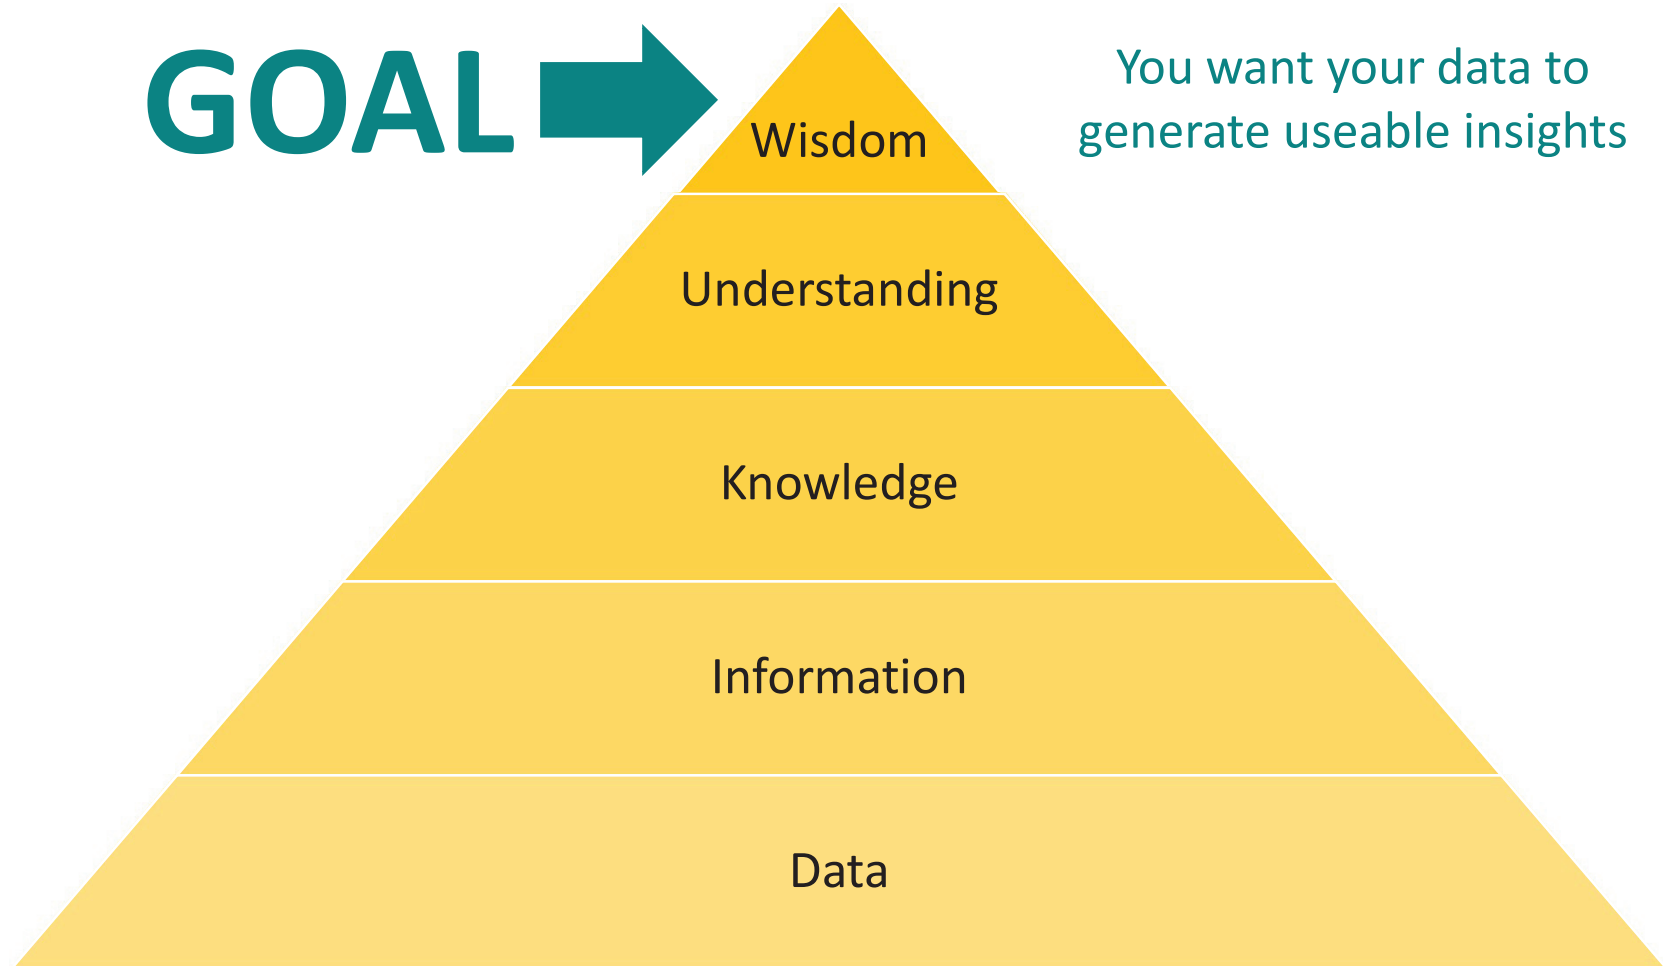 GOAL
You want your data to
generate useable insights
Wisdom
Understanding
Knowledge
Information
Data